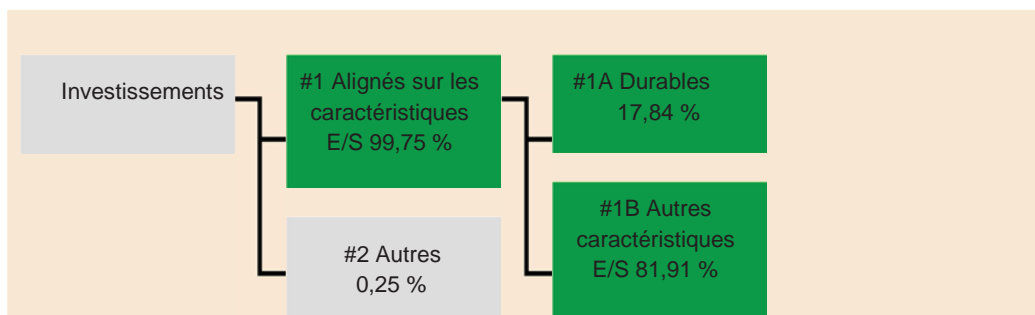 Investissements
#1 Alignés sur les
caractéristiques
E/S 99,75 %
#2 Autres
0,25 %
#1A Durables
17,84 %
#1B Autres
caractéristiques
E/S 81,91 %